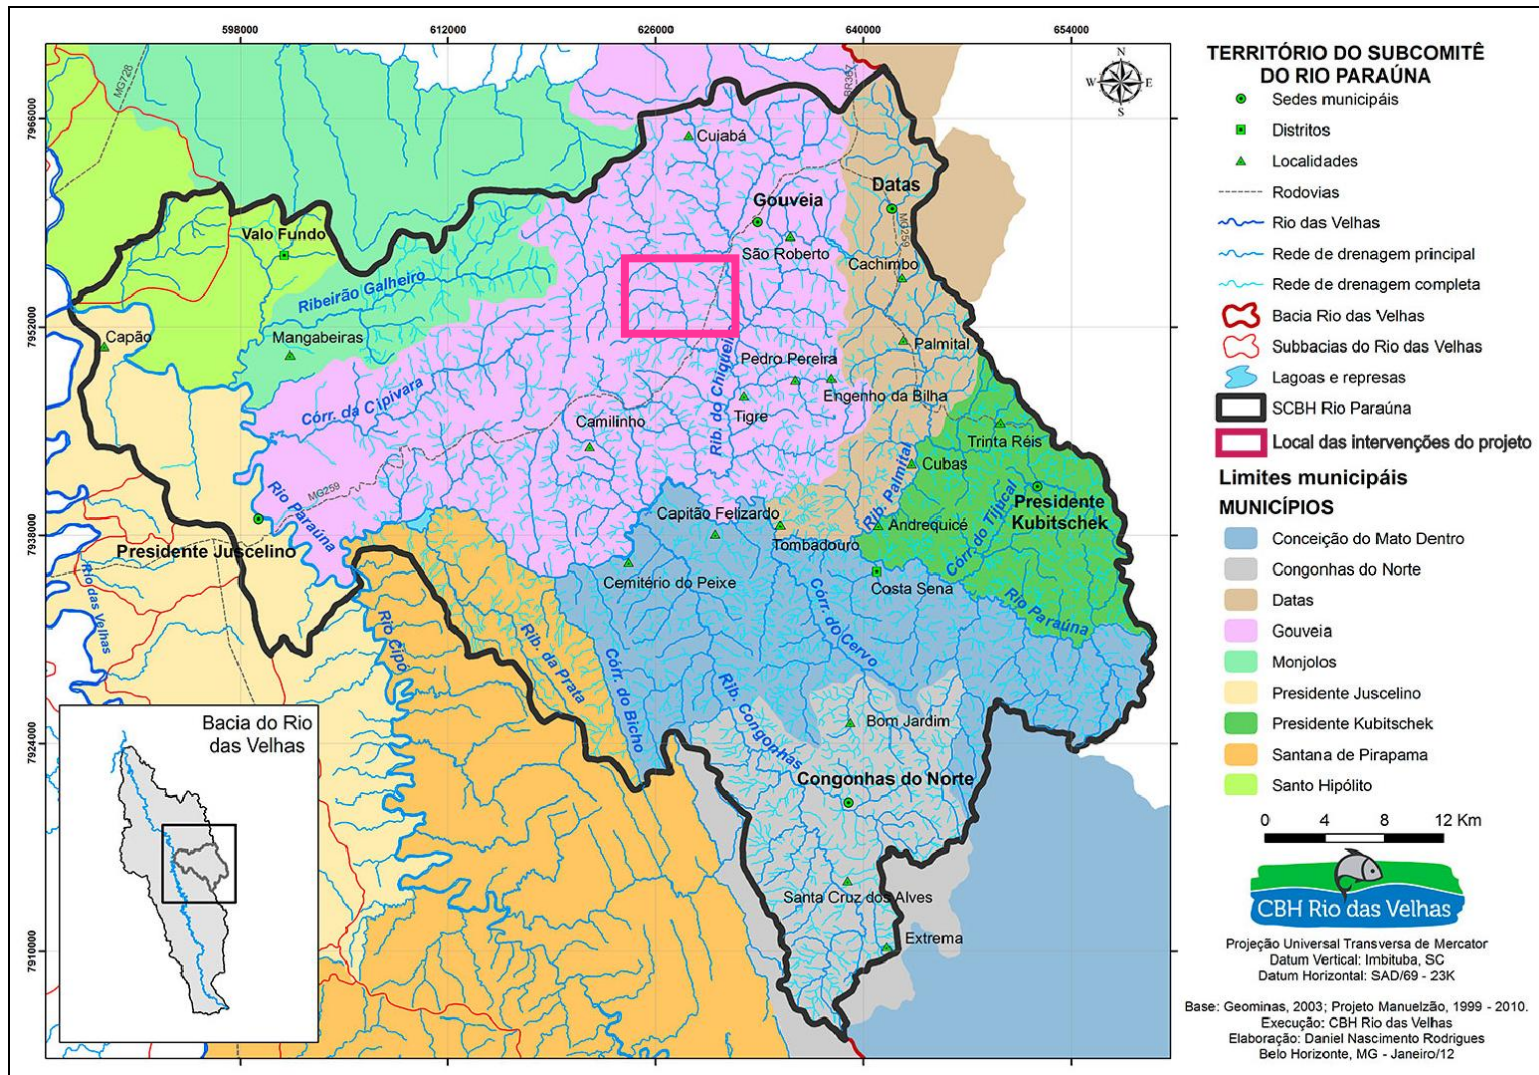 598000
612000
626000
640000
654000
7966000
7952000
7938000
7924000
7910000
MG728
BR367
N
W
E
S
Cuiabá
Gouveia
Datas
MG259
Valo Fundo
São Roberto
Cachimbo
Ribeirão Galheiro
Capão
Mangabeiras
Palmital
Pedro Pereira
Rib. do Chiqueir
Engenho da Bilha
Córr. da Cipivara
Tigre
Camilinho
Trinta Réis
Cubas
Rib. Palmital
MG259
Rio Paraúna
Presidente
Kubitschek
Capitão Felizardo
Andrequicé
Córr. do Tijipical
Tombadouro
Presidente Juscelino
Cemitério do Peixe
Costa Sena
Rio das Velhas
Rio Paraúna
Rio Cipó
Rib. da Prata
Córr. do Bicho
Córr. do Cervo
Rib. Congonhas
Bom Jardim
Congonhas do Norte
Santa Cruz dos Alves
Extrema
Bacia do Rio
das Velhas
TERRITÓRIO DO SUBCOMITÊ
DO RIO PARAÚNA
Sedes municipáis
Distritos
Localidades
Rodovias
Rio das Velhas
Rede de drenagem principal
Rede de drenagem completa
Bacia Rio das Velhas
Subbacias do Rio das Velhas
Lagoas e represas
SCBH Rio Paraúna
Local das intervenções do projeto
Limites municipáis
MUNICÍPIOS
Conceição do Mato Dentro
Congonhas do Norte
Datas
Gouveia
Monjolos
Presidente Juscelino
Presidente Kubitschek
Santana de Pirapama
Santo Hipólito
0 4 8 12 Km
CBH Rio das Velhas
Projeção Universal Transversa de Mercator
Datum Vertical: Imbituba, SC
Datum Horizontal: SAD/69 - 23K
Base: Geominas, 2003; Projeto Manuelzão, 1999 - 2010.
Execução: CBH Rio das Velhas
Elaboração: Daniel Nascimento Rodrigues
Belo Horizonte, MG - Janeiro/12